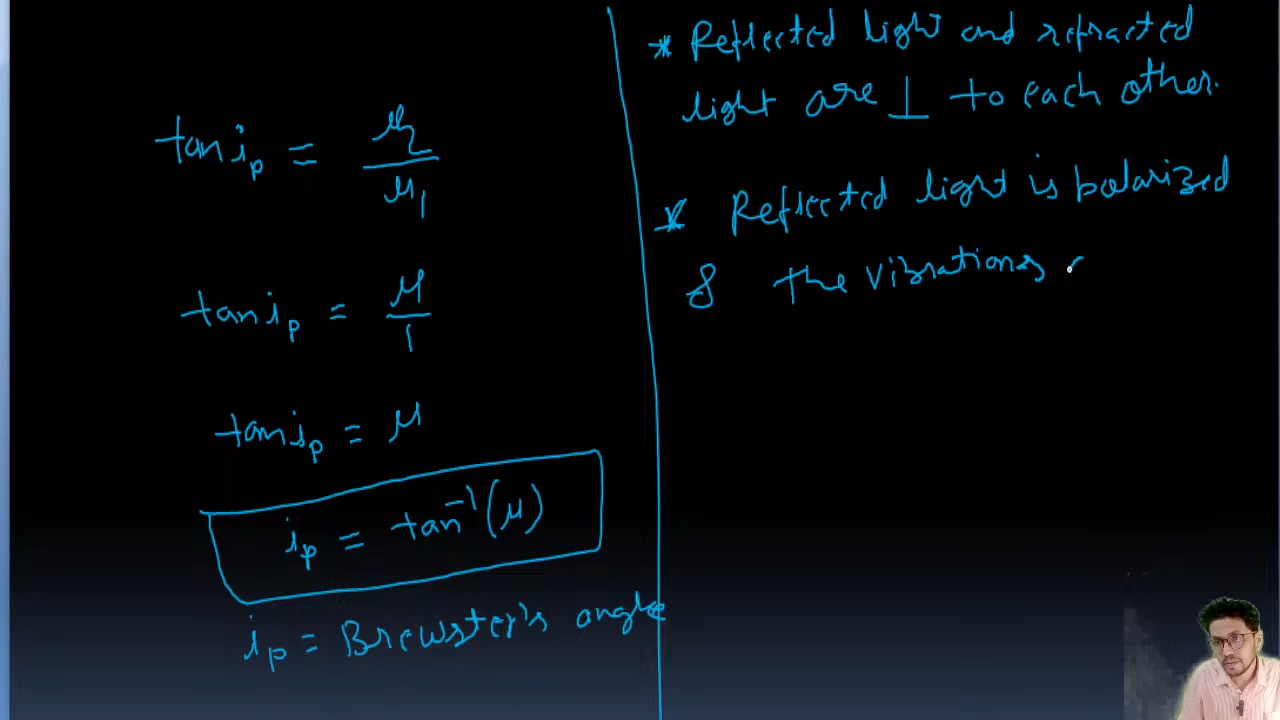 tan i_p = μ₂/μ₁
tan i_p = μ/1
tan i_p = μ
i_p = tan⁻¹(μ)
i_p = Brewster's angle
* Reflected light and refracted
light are ⊥ to each other.
* Reflected light is polarized
& the vibrations